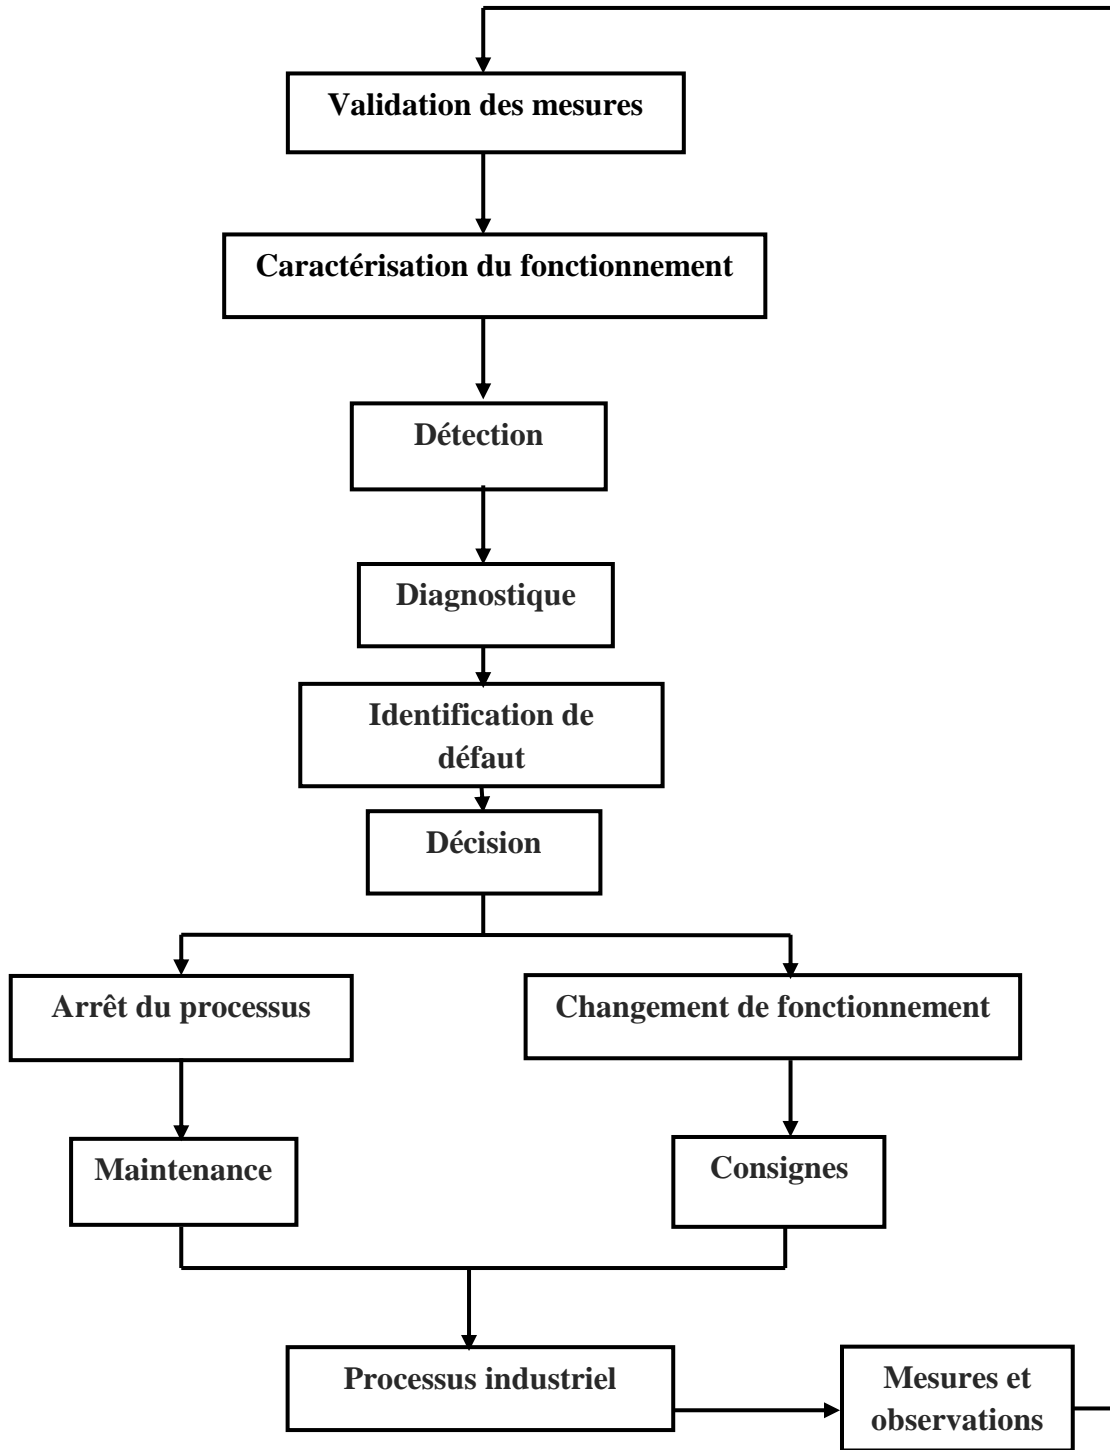 Validation des mesures
Caractérisation du fonctionnement
Détection
Diagnostique
Identification de
défaut
Décision
Arrêt du processus
Changement de fonctionnement
Maintenance
Consignes
Processus industriel
Mesures et
observations